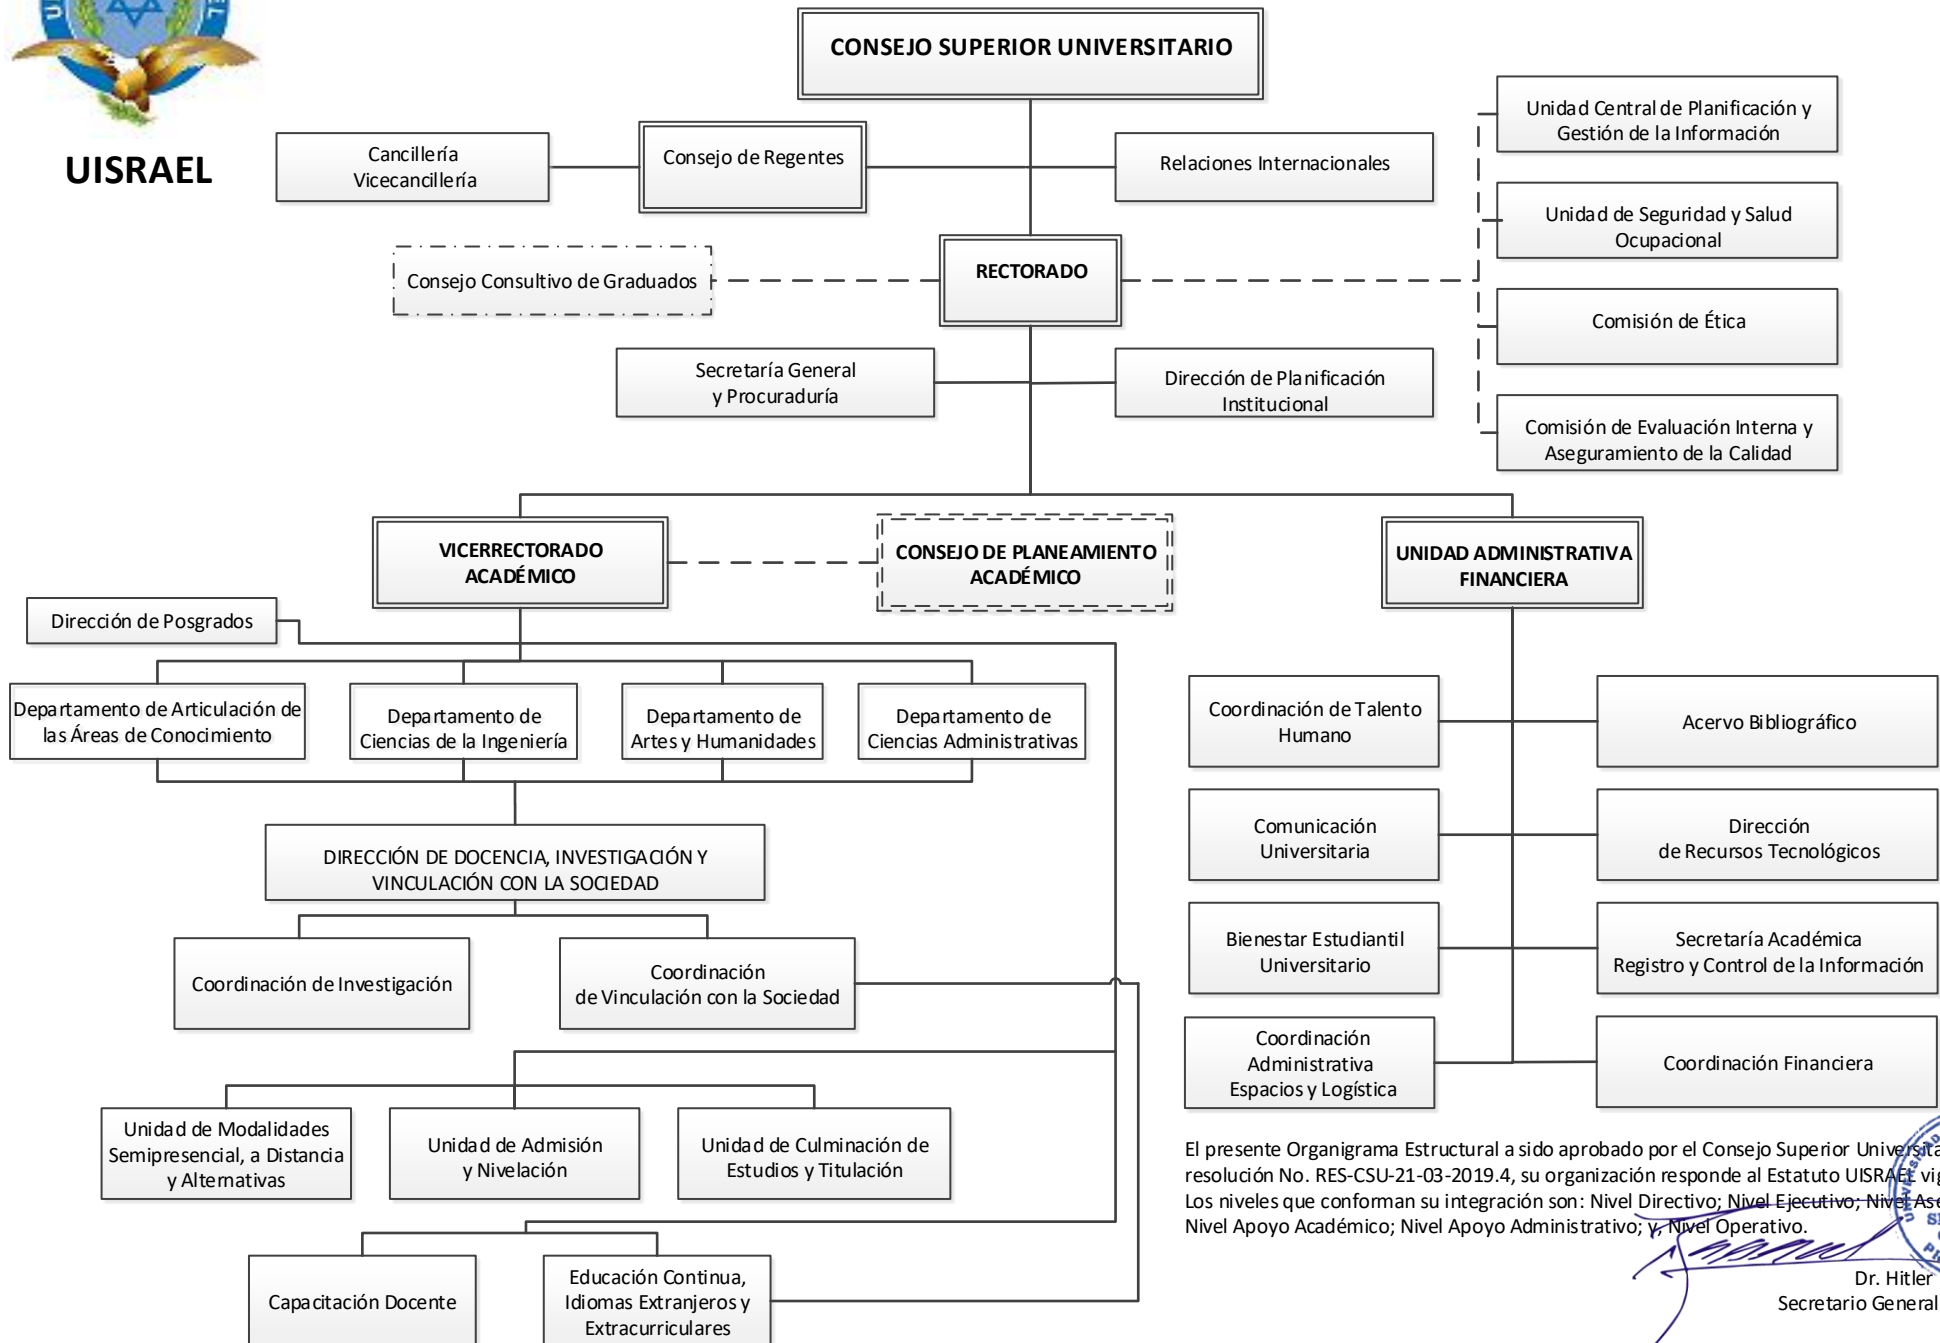 UISRAEL
CONSEJO SUPERIOR UNIVERSITARIO
Cancillería
Vicecancillería
Consejo de Regentes
Relaciones Internacionales
Unidad Central de Planificación y
Gestión de la Información
Unidad de Seguridad y Salud
Ocupacional
Comisión de Ética
Comisión de Evaluación Interna y
Aseguramiento de la Calidad
Consejo Consultivo de Graduados
RECTORADO
Secretaría General
y Procuraduría
Dirección de Planificación
Institucional
VICERRECTORADO
ACADÉMICO
CONSEJO DE PLANEAMIENTO
ACADÉMICO
UNIDAD ADMINISTRATIVA
FINANCIERA
Dirección de Posgrados
Departamento de Articulación de
las Áreas de Conocimiento
Departamento de
Ciencias de la Ingeniería
Departamento de
Artes y Humanidades
Departamento de
Ciencias Administrativas
DIRECCIÓN DE DOCENCIA, INVESTIGACIÓN Y
VINCULACIÓN CON LA SOCIEDAD
Coordinación de Investigación
Coordinación
de Vinculación con la Sociedad
Unidad de Modalidades
Semipresencial, a Distancia
y Alternativas
Unidad de Admisión
y Nivelación
Unidad de Culminación de
Estudios y Titulación
Capacitación Docente
Educación Continua,
Idiomas Extranjeros y
Extracurriculares
Coordinación de Talento
Humano
Acervo Bibliográfico
Comunicación
Universitaria
Dirección
de Recursos Tecnológicos
Bienestar Estudiantil
Universitario
Secretaría Académica
Registro y Control de la Información
Coordinación
Administrativa
Espacios y Logística
Coordinación Financiera
El presente Organigrama Estructural a sido aprobado por el Consejo Superior
resolución No. RES-CSU-21-03-2019.4, su organización responde al Estatuto UISRAEL
Los niveles que conforman su integración son: Nivel Directivo; Nivel Ejecutivo; Nivel
Nivel Apoyo Académico; Nivel Apoyo Administrativo; y, Nivel Operativo.
Dr. Hitler
Secretario General